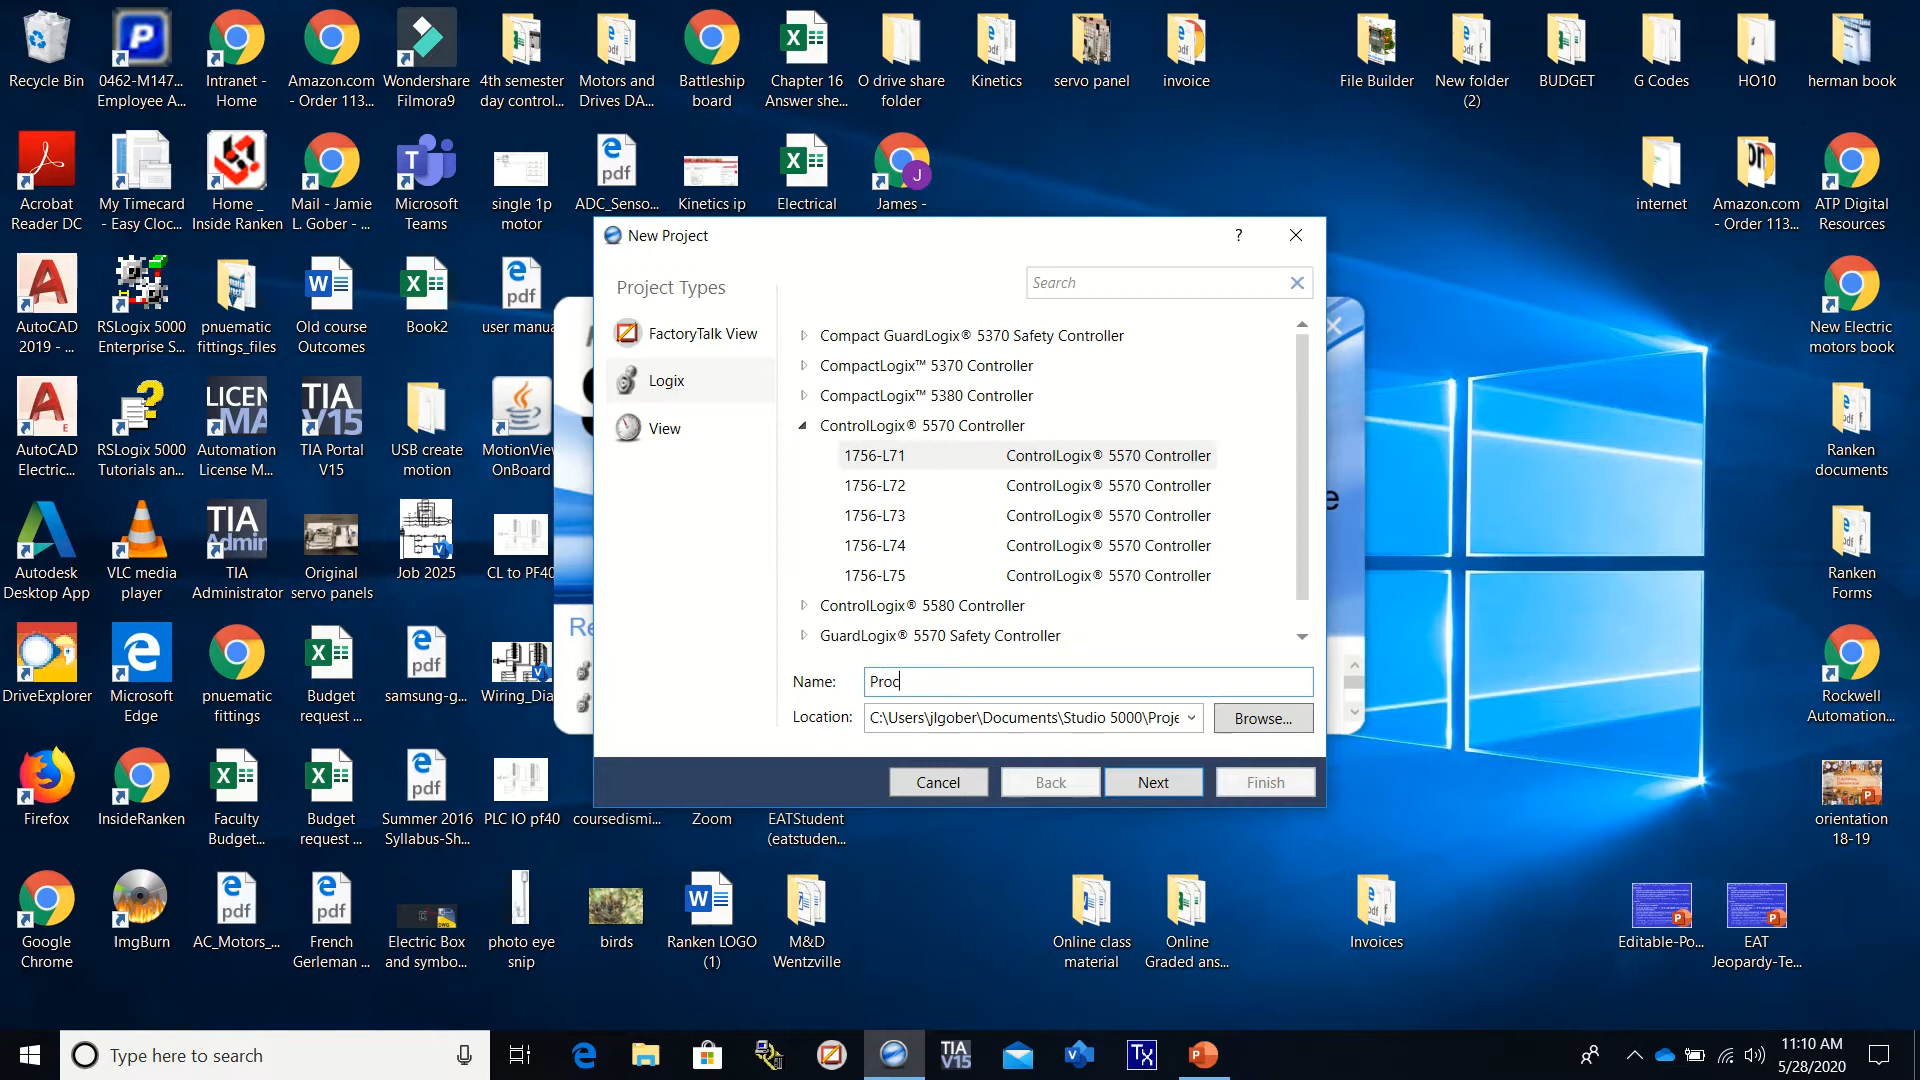 Recycle Bin
0462-M147...
Employee A...
Intranet -
Home
Amazon.com
- Order 113...
Wondershare
Filmora9
4th semester
day control...
Motors and
Drives DA...
Battleship
board
Chapter 16
Answer she...
O drive share
folder
Kinetics
servo panel
invoice
File Builder
New folder
(2)
BUDGET
G Codes
HO10
herman book
Acrobat
Reader DC
My Timecard
- Easy Cloc...
Home _
Inside Ranken
Mail - Jamie
L. Gober - ...
Microsoft
Teams
single 1p
motor
ADC_Senso...
Kinetics ip
Electrical
James -
internet
Amazon.com
- Order 113...
ATP Digital
Resources
AutoCAD
2019 - ...
RSLogix 5000
Enterprise S...
pnuematic
fittings_files
Old course
Outcomes
Book2
user manua
New Electric
motors book
AutoCAD
Electric...
RSLogix 5000
Tutorials an...
Automation
License M...
TIA Portal
V15
USB create
motion
MotionView
OnBoard
Ranken
documents
Autodesk
Desktop App
VLC media
player
TIA
Administrator
Original
servo panels
Job 2025
CL to PF40
Ranken
Forms
DriveExplorer
Microsoft
Edge
pnuematic
fittings
Budget
request ...
samsung-g...
Wiring_Dia
Rockwell
Automation...
Firefox
InsideRanken
Faculty
Budget...
Budget
request ...
Summer 2016
Syllabus-Sh...
PLC IO pf40
coursedismi...
Zoom
EATStudent
(eatstuden...
orientation
18-19
Google
Chrome
ImgBurn
AC_Motors_...
French
Gerleman ...
Electric Box
and symbo...
photo eye
snip
birds
Ranken LOGO
(1)
M&D
Wentzville
Online class
material
Online
Graded ans...
Invoices
Editable-Po...
EAT
Jeopardy-Te...
New Project
?
Project Types
Search
FactoryTalk View
Logix
View
Compact GuardLogix® 5370 Safety Controller
CompactLogix™ 5370 Controller
CompactLogix™ 5380 Controller
ControlLogix® 5570 Controller
1756-L71 ControlLogix® 5570 Controller
1756-L72 ControlLogix® 5570 Controller
1756-L73 ControlLogix® 5570 Controller
1756-L74 ControlLogix® 5570 Controller
1756-L75 ControlLogix® 5570 Controller
ControlLogix® 5580 Controller
GuardLogix® 5570 Safety Controller
Name: Proc
Location: C:\Users\jlgober\Documents\Studio 5000\Proje Browse...
Cancel Back Next Finish
Re
e
Type here to search
TIA
V15
11:10 AM
5/28/2020